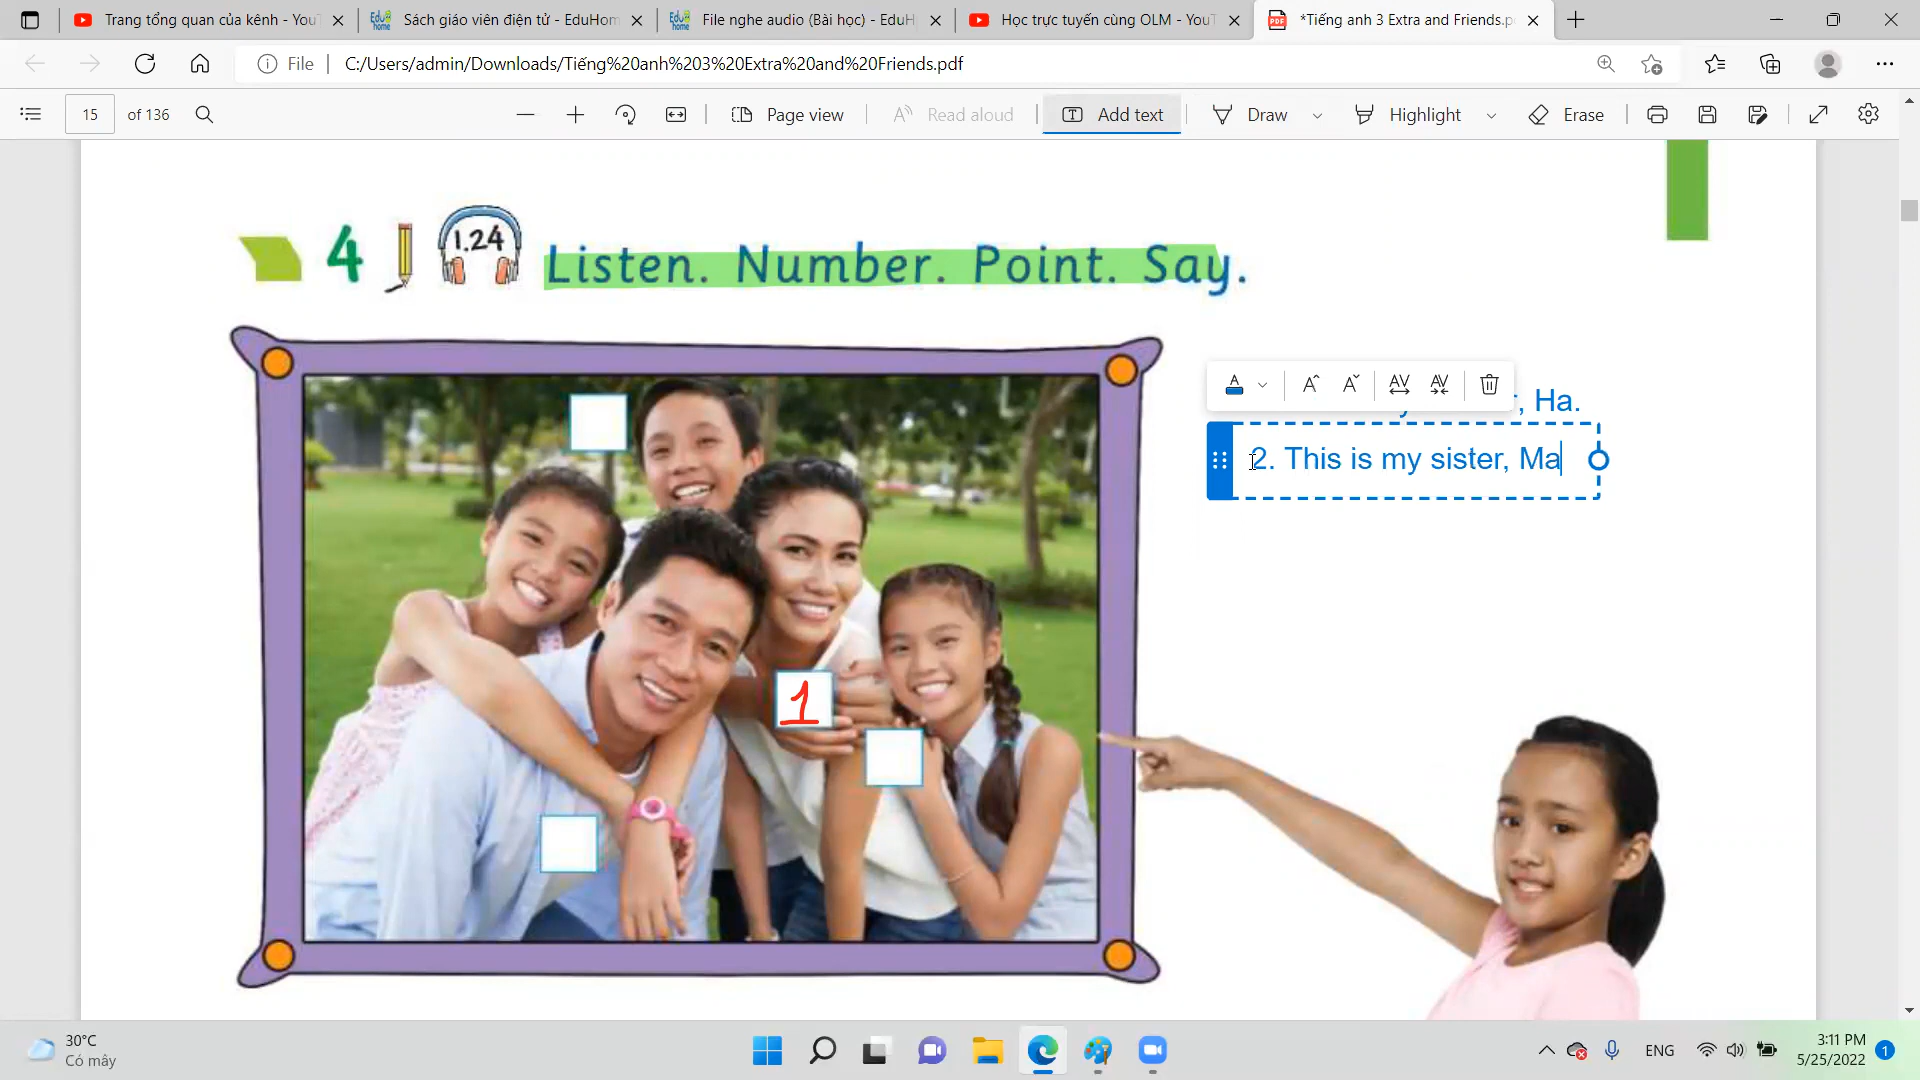 Trang tổng quan của kênh - YouT
Sách giáo viên điện tử - EduHom
File nghe audio (Bài học) - EduH
Học trực tuyến cùng OLM - YouT
*Tiếng anh 3 Extra and Friends.p
File
C:/Users/admin/Downloads/Tiếng%20anh%203%20Extra%20and%20Friends.pdf
15 of 136
Page view
Read aloud
Add text
Draw
Highlight
Erase
4 1.24 Listen. Number. Point. Say.
, Ha.
2. This is my sister, Ma
1
30°C
Có mây
ENG
3:11 PM
5/25/2022
1